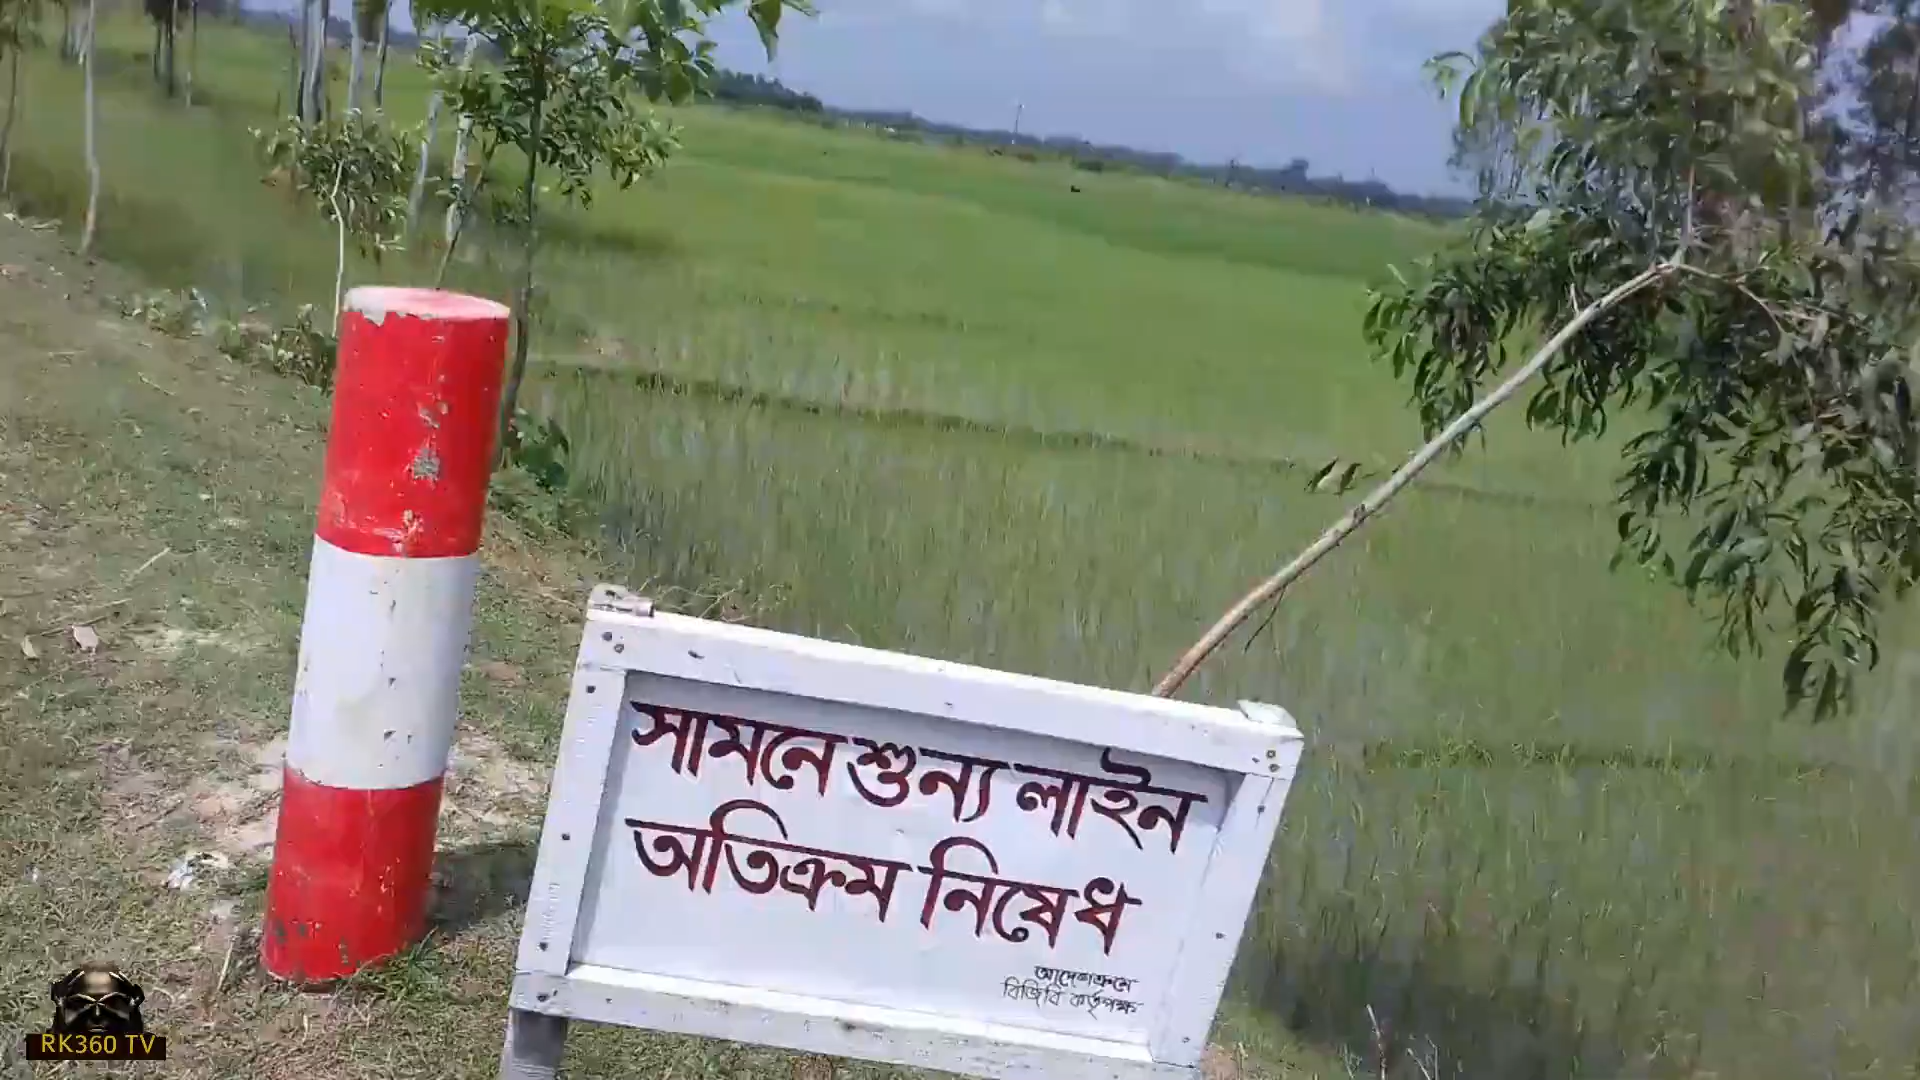 সামনে শুন্য লাইন
অতিক্রম নিষেধ
আদেশক্রমে
বিজিবি কর্তৃপক্ষ
RK360 TV